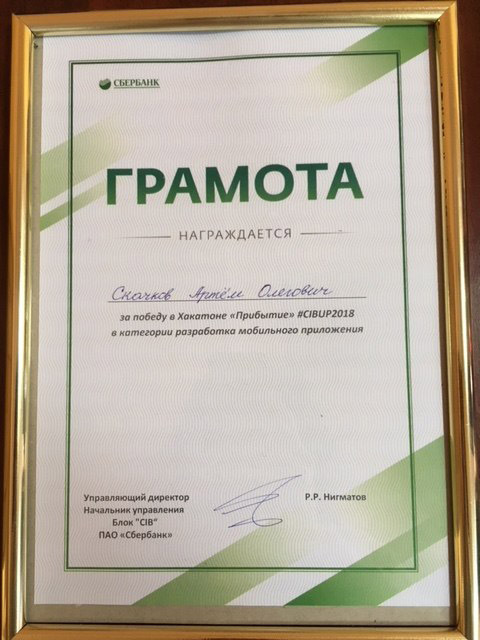 СБЕРБАНК
ГРАМОТА
НАГРАЖДАЕТСЯ
Скачков Артём Олегович
за победу в Хакатоне «Прибытие» #CIBUP2018
в категории разработка мобильного приложения
Управляющий директор
Начальник управления
Блок "CIB"
ПАО «Сбербанк»
Р.Р. Нигматов